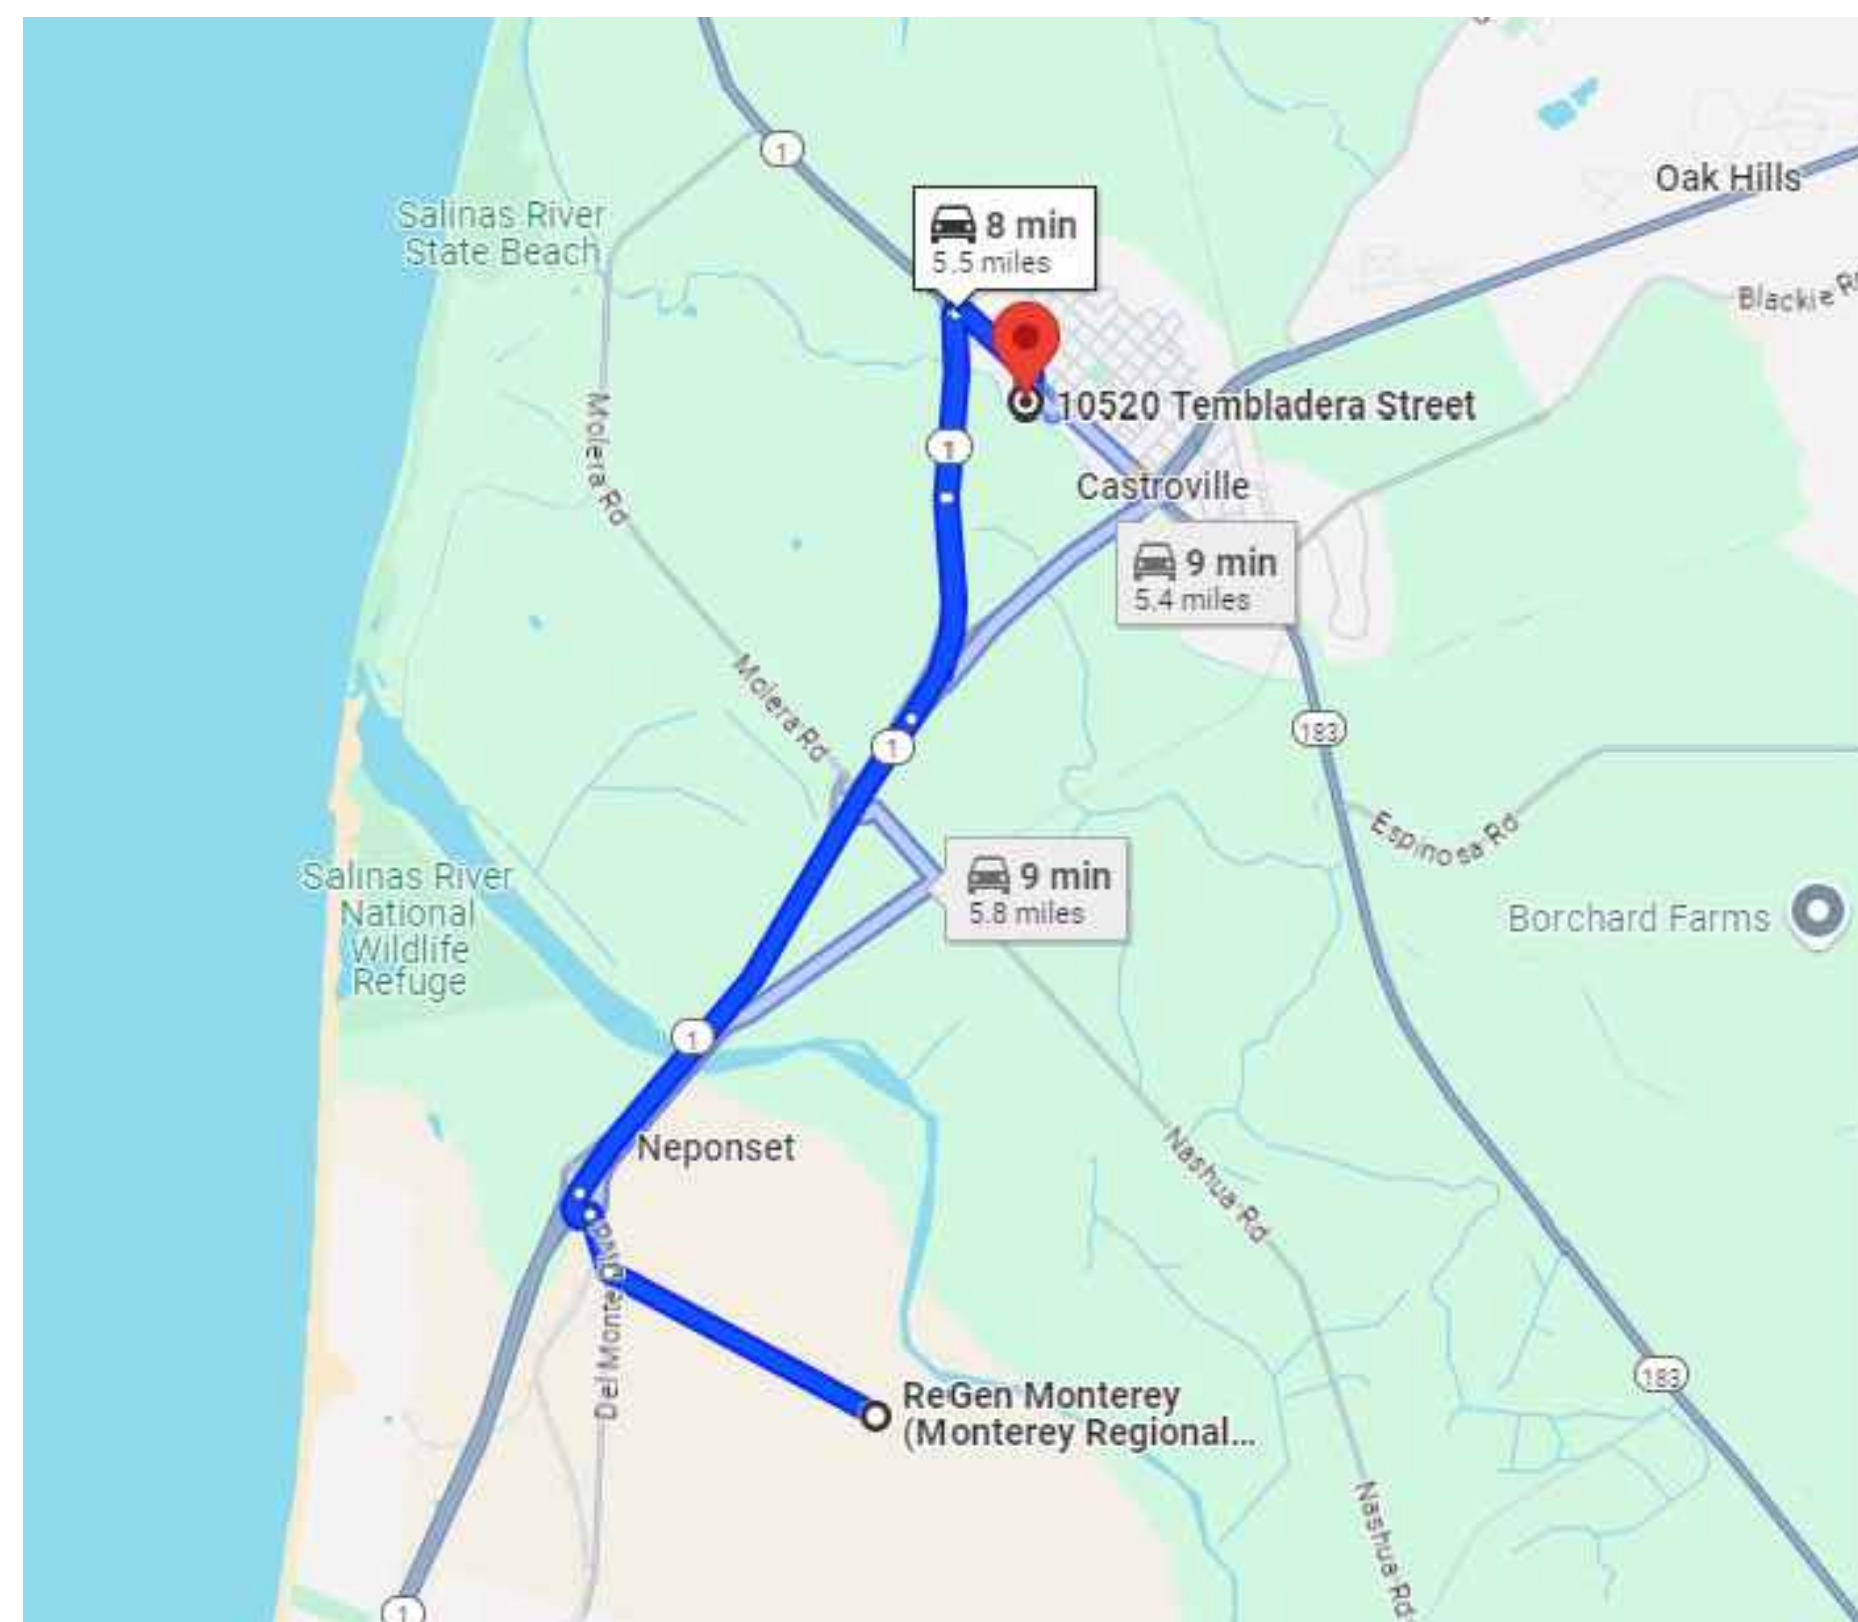 1
Oak Hills
Salinas River
State Beach
8 min
5.5 miles
Blackie
Molera Rd
10520 Tembladera Street
1
Castroville
9 min
5.4 miles
Molera Rd
1
183
Espinosa Rd
Salinas River
National
Wildlife
Refuge
9 min
5.8 miles
Borchard Farms
1
Neponset
Nashua Rd
Del Monte Blvd
ReGen Monterey
(Monterey Regional...
183
Nashua Rd
1